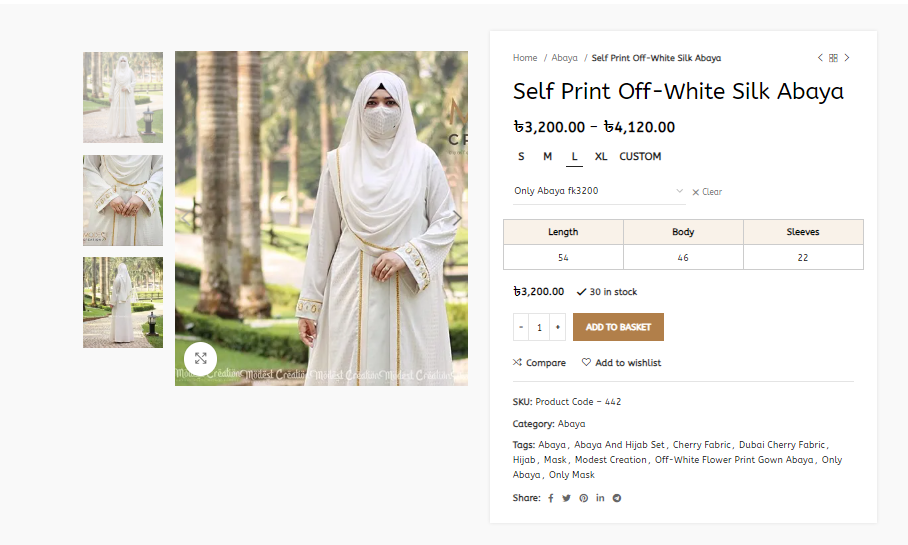 Home / Abaya / Self Print Off-White Silk Abaya
Self Print Off-White Silk Abaya
৳3,200.00 – ৳4,120.00
S M L XL CUSTOM
Only Abaya fk3200
Clear
Length Body Sleeves
54 46 22
৳3,200.00 30 in stock
- 1 +
ADD TO BASKET
Compare Add to wishlist
SKU: Product Code – 442
Category: Abaya
Tags: Abaya, Abaya And Hijab Set, Cherry Fabric, Dubai Cherry Fabric,
Hijab, Mask, Modest Creation, Off-White Flower Print Gown Abaya, Only
Abaya, Only Mask
Share:
Modest Creation Modest Creation Modest Creation Modest Creation